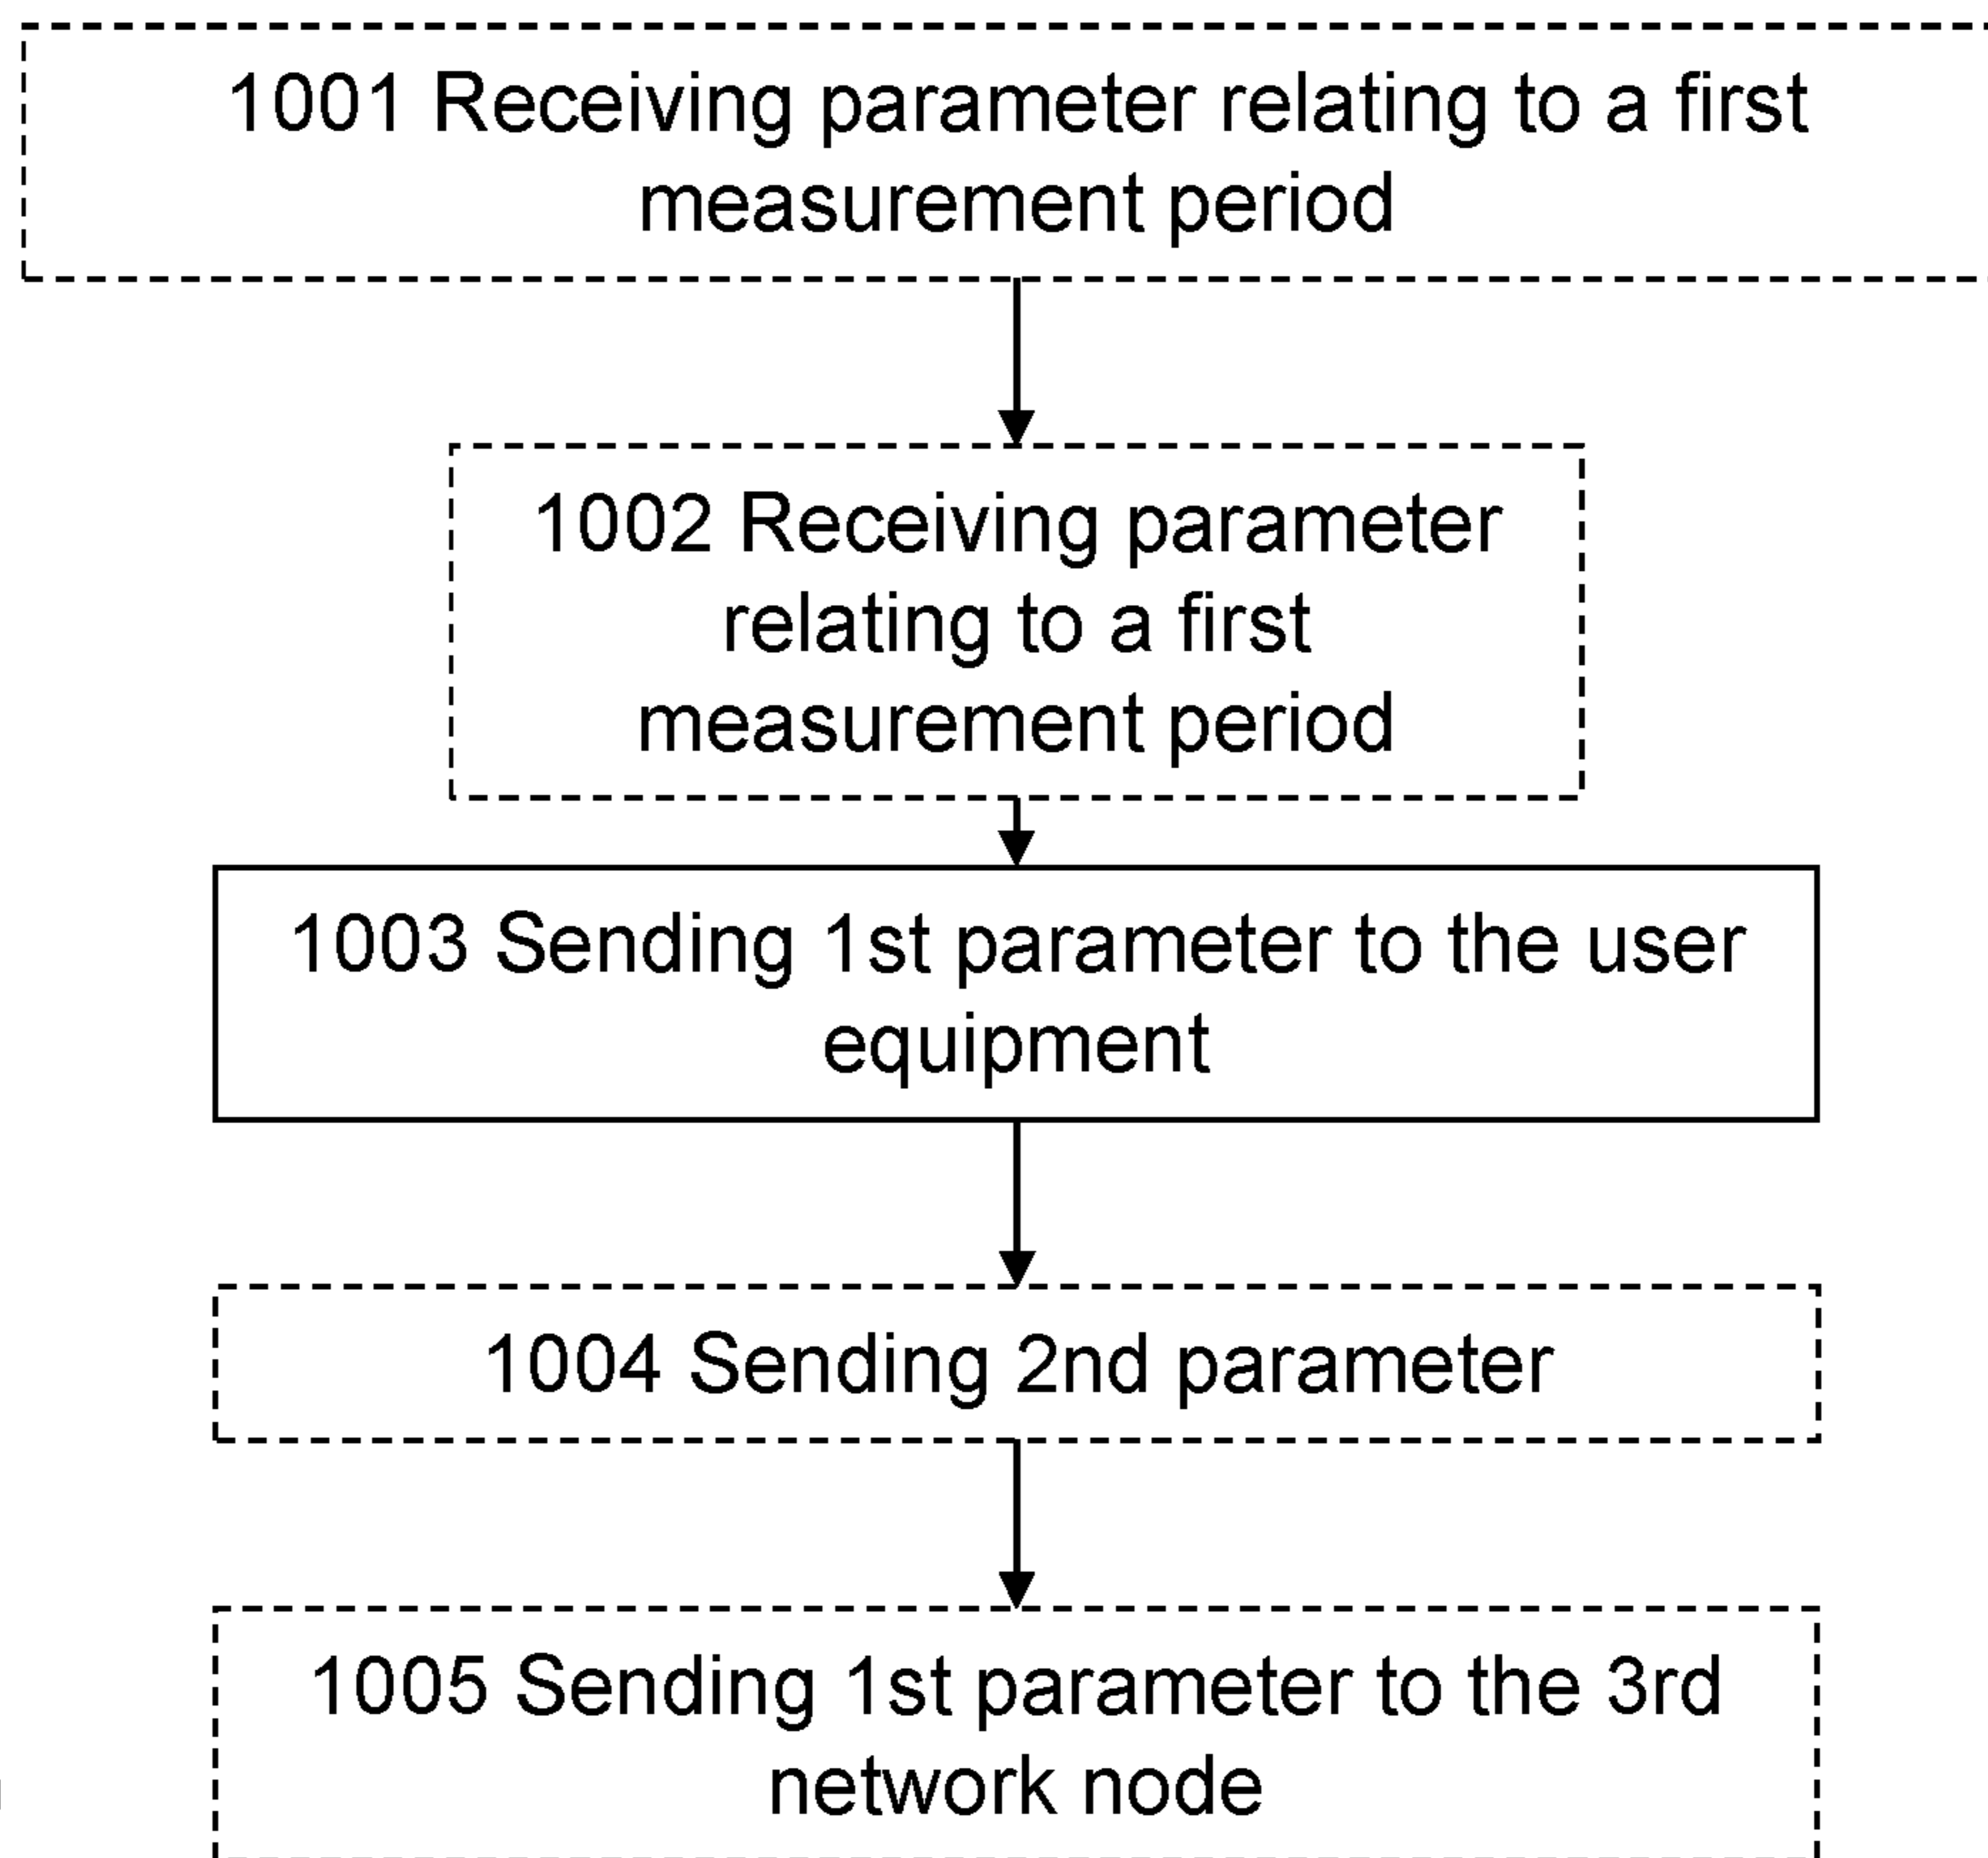 1001 Receiving parameter relating to a first
measurement period
1002 Receiving parameter
relating to a first
measurement period
1003 Sending 1st parameter to the user
equipment
1004 Sending 2nd parameter
1005 Sending 1st parameter to the 3rd
network node